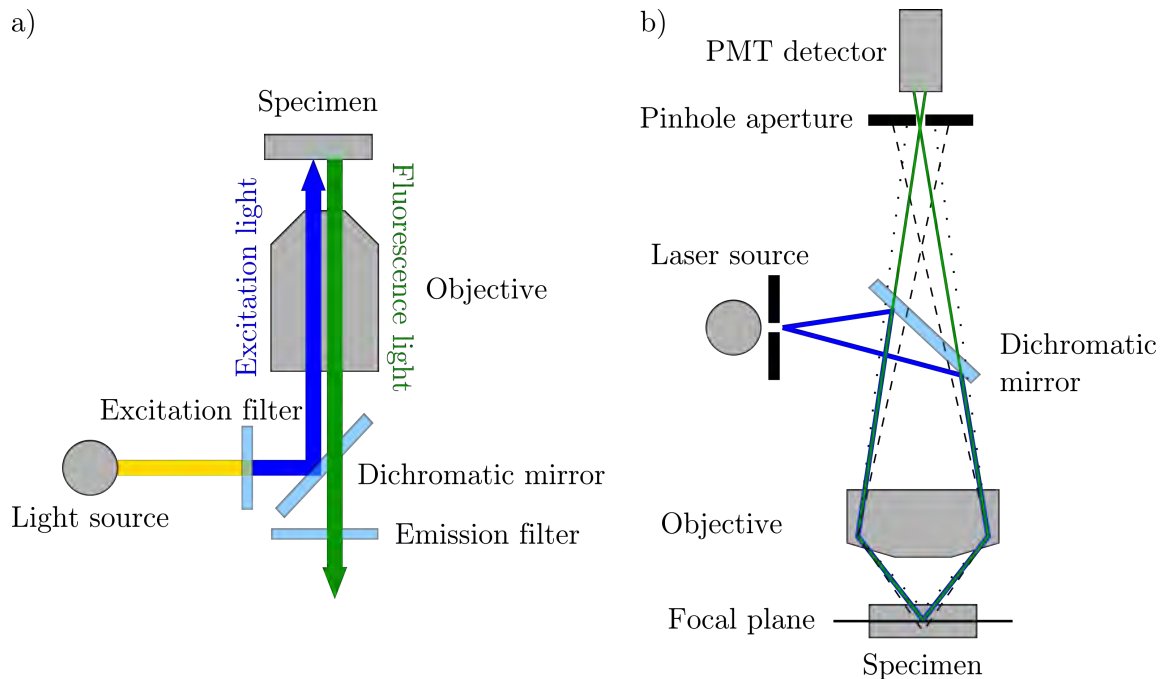 a)
Specimen
Excitation light
Fluorescence light
Objective
Excitation filter
Dichromatic mirror
Light source
Emission filter
b)
PMT detector
Pinhole aperture
Laser source
Dichromatic
mirror
Objective
Focal plane
Specimen